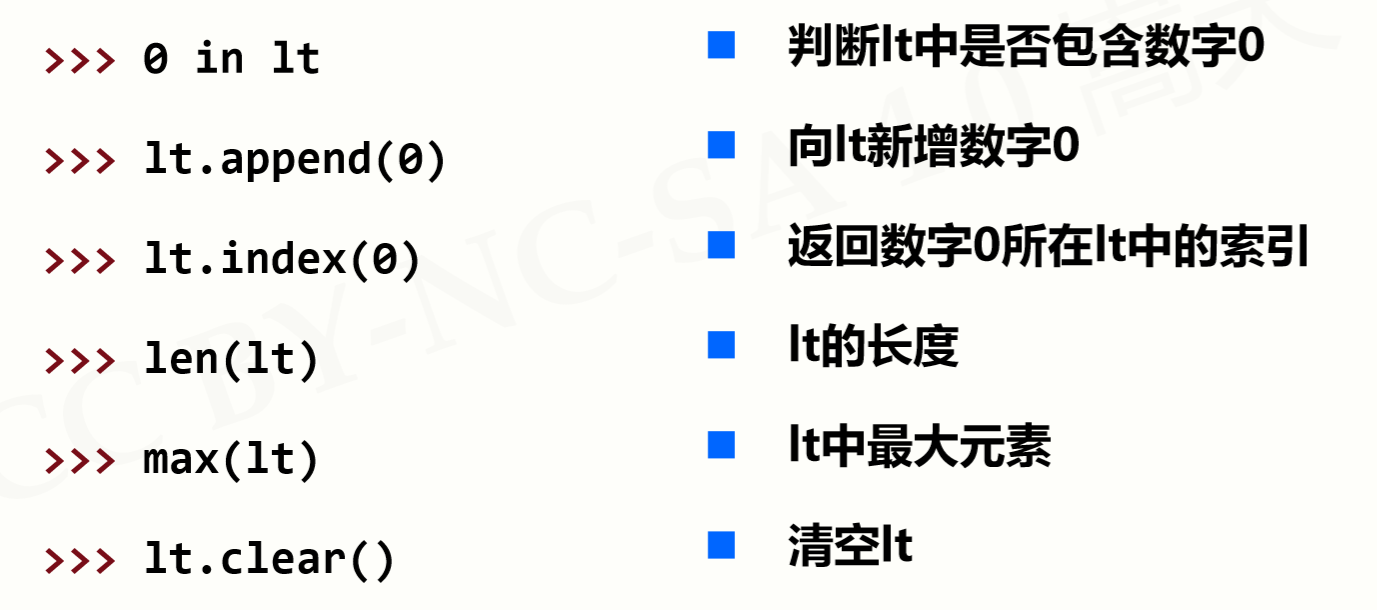 >>> 0 in lt
判断lt中是否包含数字0
>>> lt.append(0)
向lt新增数字0
>>> lt.index(0)
返回数字0所在lt中的索引
>>> len(lt)
lt的长度
>>> max(lt)
lt中最大元素
>>> lt.clear()
清空lt
CC BY-NC-SA 4.0 嵩天